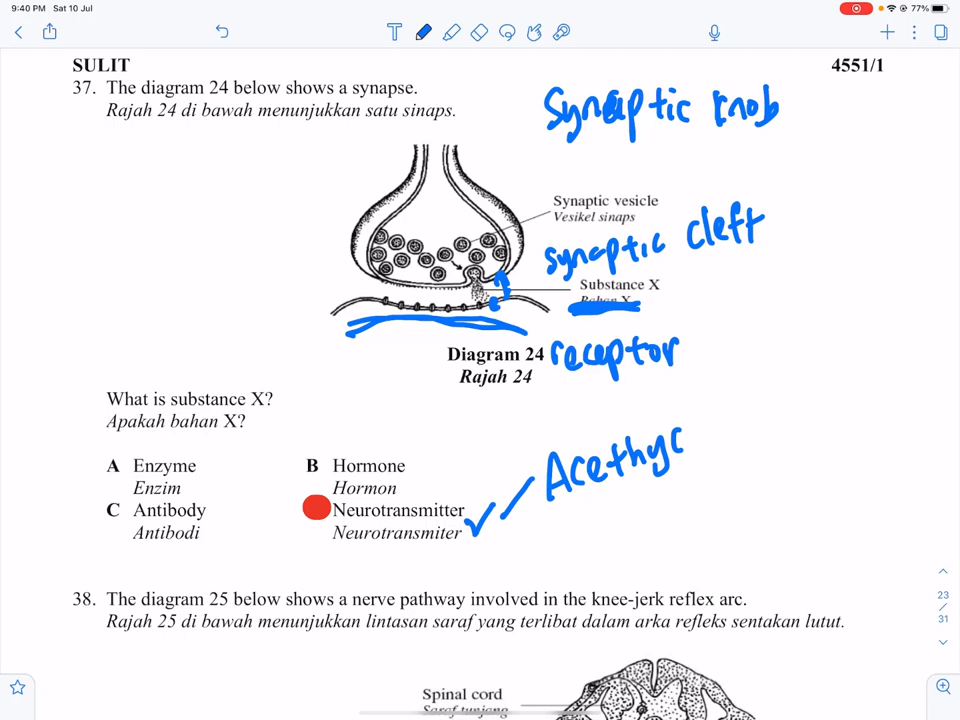 9:40 PM Sat 10 Jul
77%
SULIT 4551/1
37. The diagram 24 below shows a synapse.
Rajah 24 di bawah menunjukkan satu sinaps.
Synaptic knob
Synaptic vesicle
Vesikel sinaps
synaptic cleft
Substance X
Bahan X
Diagram 24
Rajah 24
receptor
What is substance X?
Apakah bahan X?
A Enzyme B Hormone
Enzim Hormon
C Antibody Neurotransmitter
Antibodi Neurotransmiter
Acethyc
38. The diagram 25 below shows a nerve pathway involved in the knee-jerk reflex arc.
Rajah 25 di bawah menunjukkan lintasan saraf yang terlibat dalam arka refleks sentakan lutut.
23
/
31
Spinal cord
Saraf tunjang